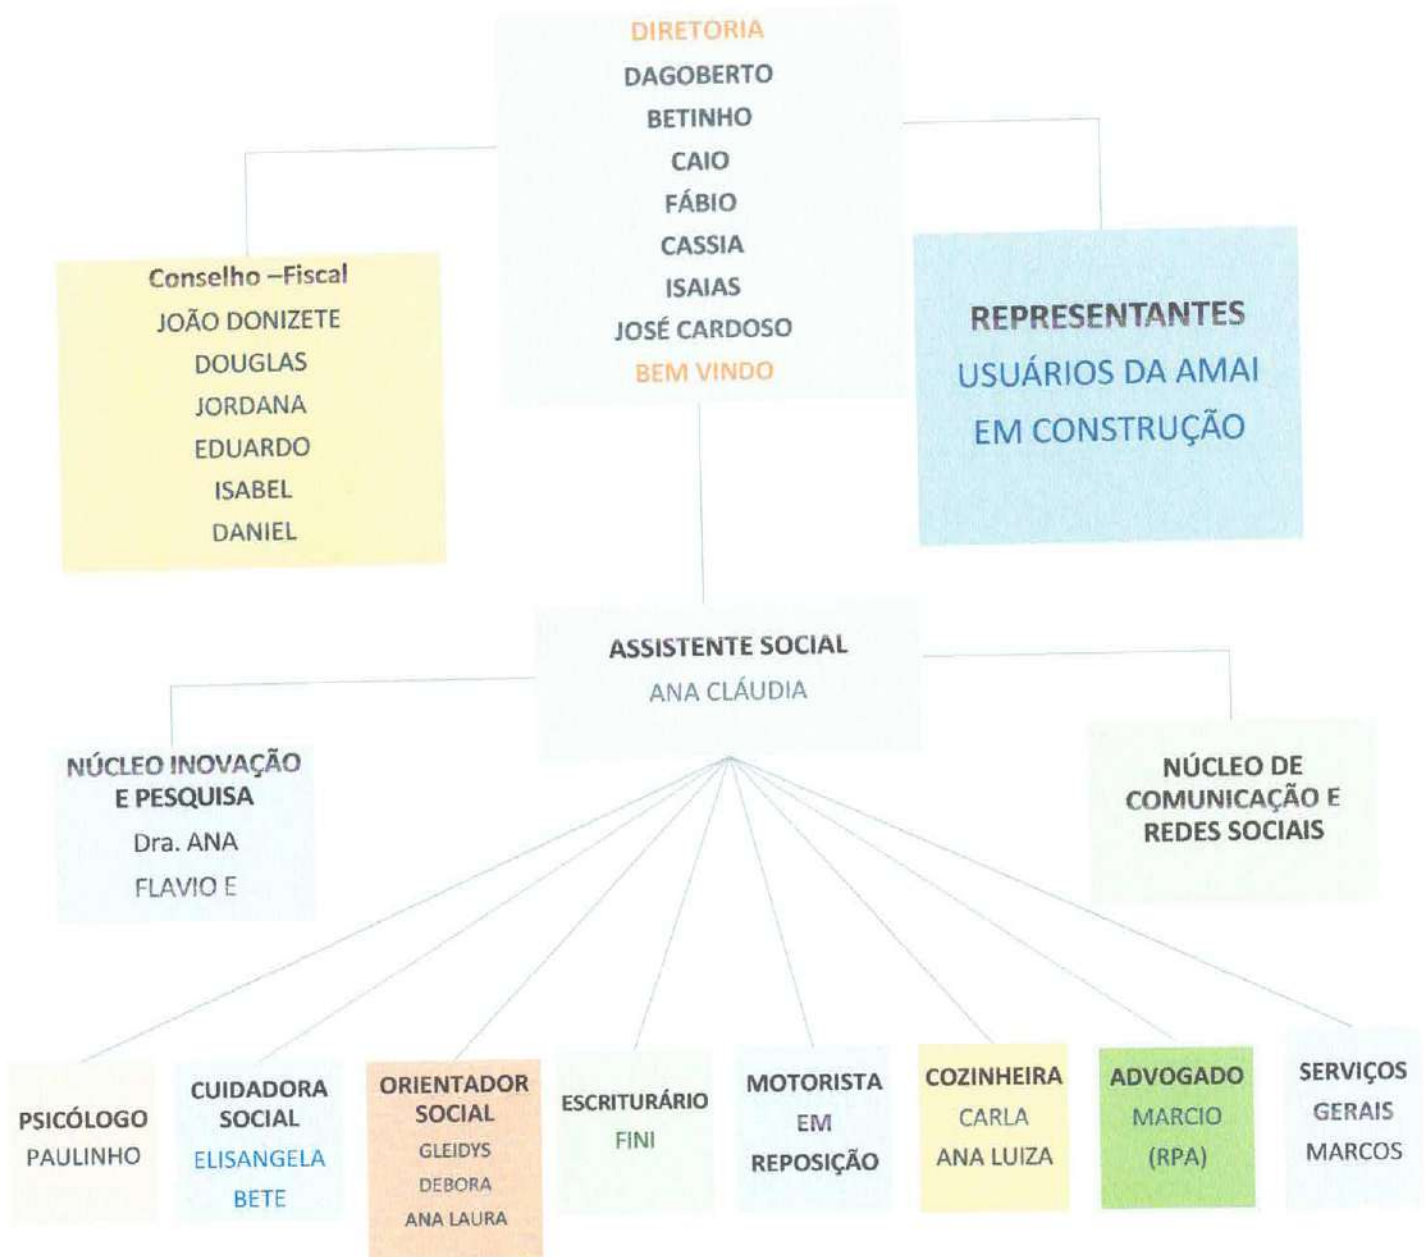 DIRETORIA
DAGOBERTO
BETINHO
CAIO
FÁBIO
CASSIA
ISAIAS
JOSÉ CARDOSO
BEM VINDO
Conselho –Fiscal
JOÃO DONIZETE
DOUGLAS
JORDANA
EDUARDO
ISABEL
DANIEL
REPRESENTANTES
USUÁRIOS DA AMAI
EM CONSTRUÇÃO
ASSISTENTE SOCIAL
ANA CLÁUDIA
NÚCLEO INOVAÇÃO
E PESQUISA
Dra. ANA
FLAVIO E
NÚCLEO DE
COMUNICAÇÃO E
REDES SOCIAIS
PSICÓLOGO
PAULINHO
CUIDADORA
SOCIAL
ELISANGELA
BETE
ORIENTADOR
SOCIAL
GLEIDYS
DEBORA
ANA LAURA
ESCRITURÁRIO
FINI
MOTORISTA
EM
REPOSIÇÃO
COZINHEIRA
CARLA
ANA LUIZA
ADVOGADO
MARCIO
(RPA)
SERVIÇOS
GERAIS
MARCOS